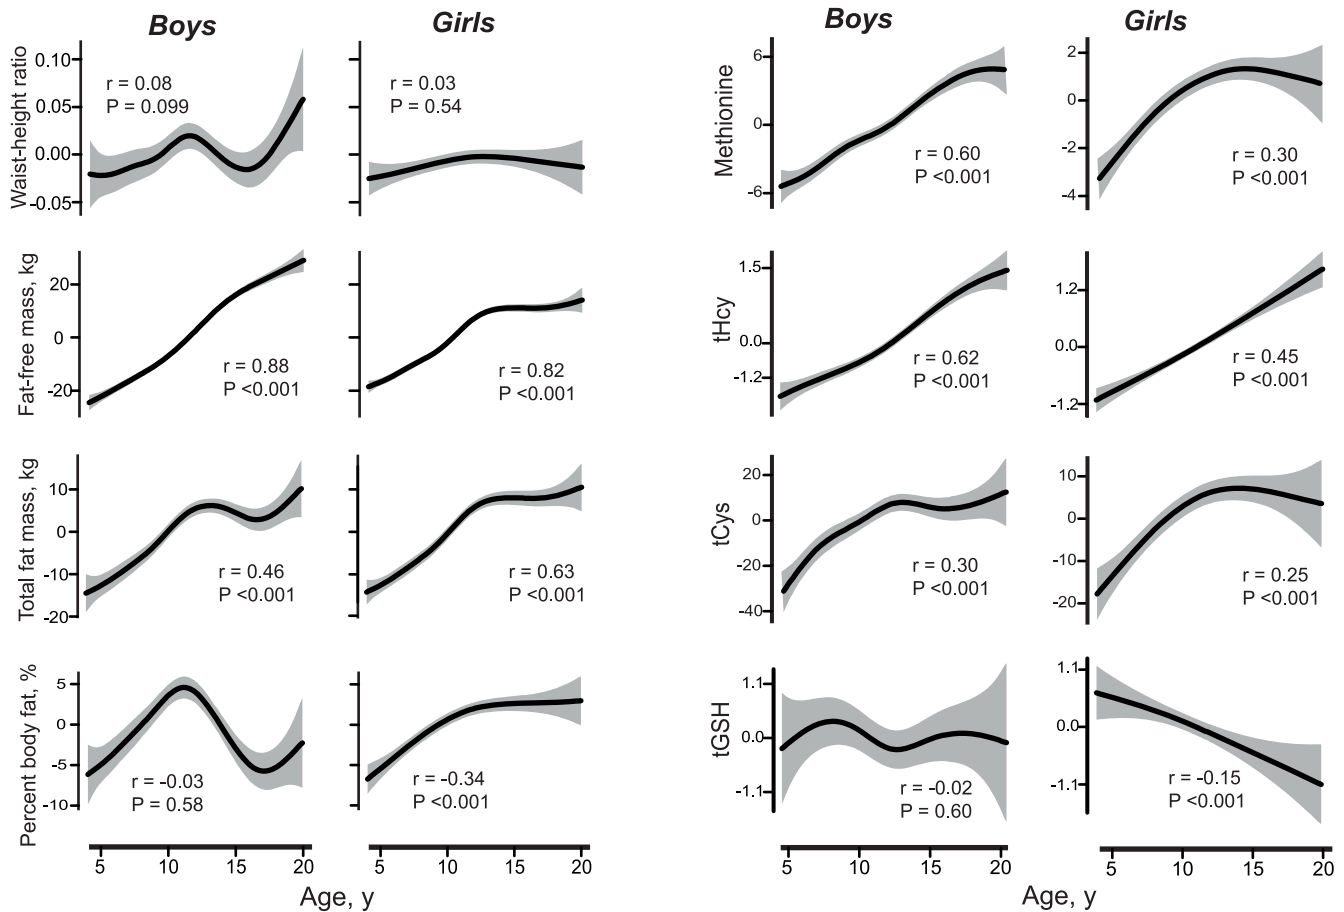 Boys
Girls
Boys
Girls
Waist-height ratio
0.10
0.05
0.00
-0.05
r = 0.08
P = 0.099
r = 0.03
P = 0.54
Methionine
6
0
-6
r = 0.60
P <0.001
2
0
-2
-4
r = 0.30
P <0.001
Fat-free mass, kg
20
0
-20
r = 0.88
P <0.001
r = 0.82
P <0.001
tHcy
1.5
0.0
-1.2
r = 0.62
P <0.001
1.2
0.0
-1.2
r = 0.45
P <0.001
Total fat mass, kg
10
0
-10
-20
r = 0.46
P <0.001
r = 0.63
P <0.001
tCys
20
0
-20
-40
r = 0.30
P <0.001
10
0
-10
-20
r = 0.25
P <0.001
Percent body fat, %
5
0
-5
-10
r = -0.03
P = 0.58
r = -0.34
P <0.001
tGSH
1.1
0.0
-1.1
r = -0.02
P = 0.60
1.1
0.0
-1.1
r = -0.15
P <0.001
5 10 15 20
5 10 15 20
5 10 15 20
5 10 15 20
Age, y
Age, y